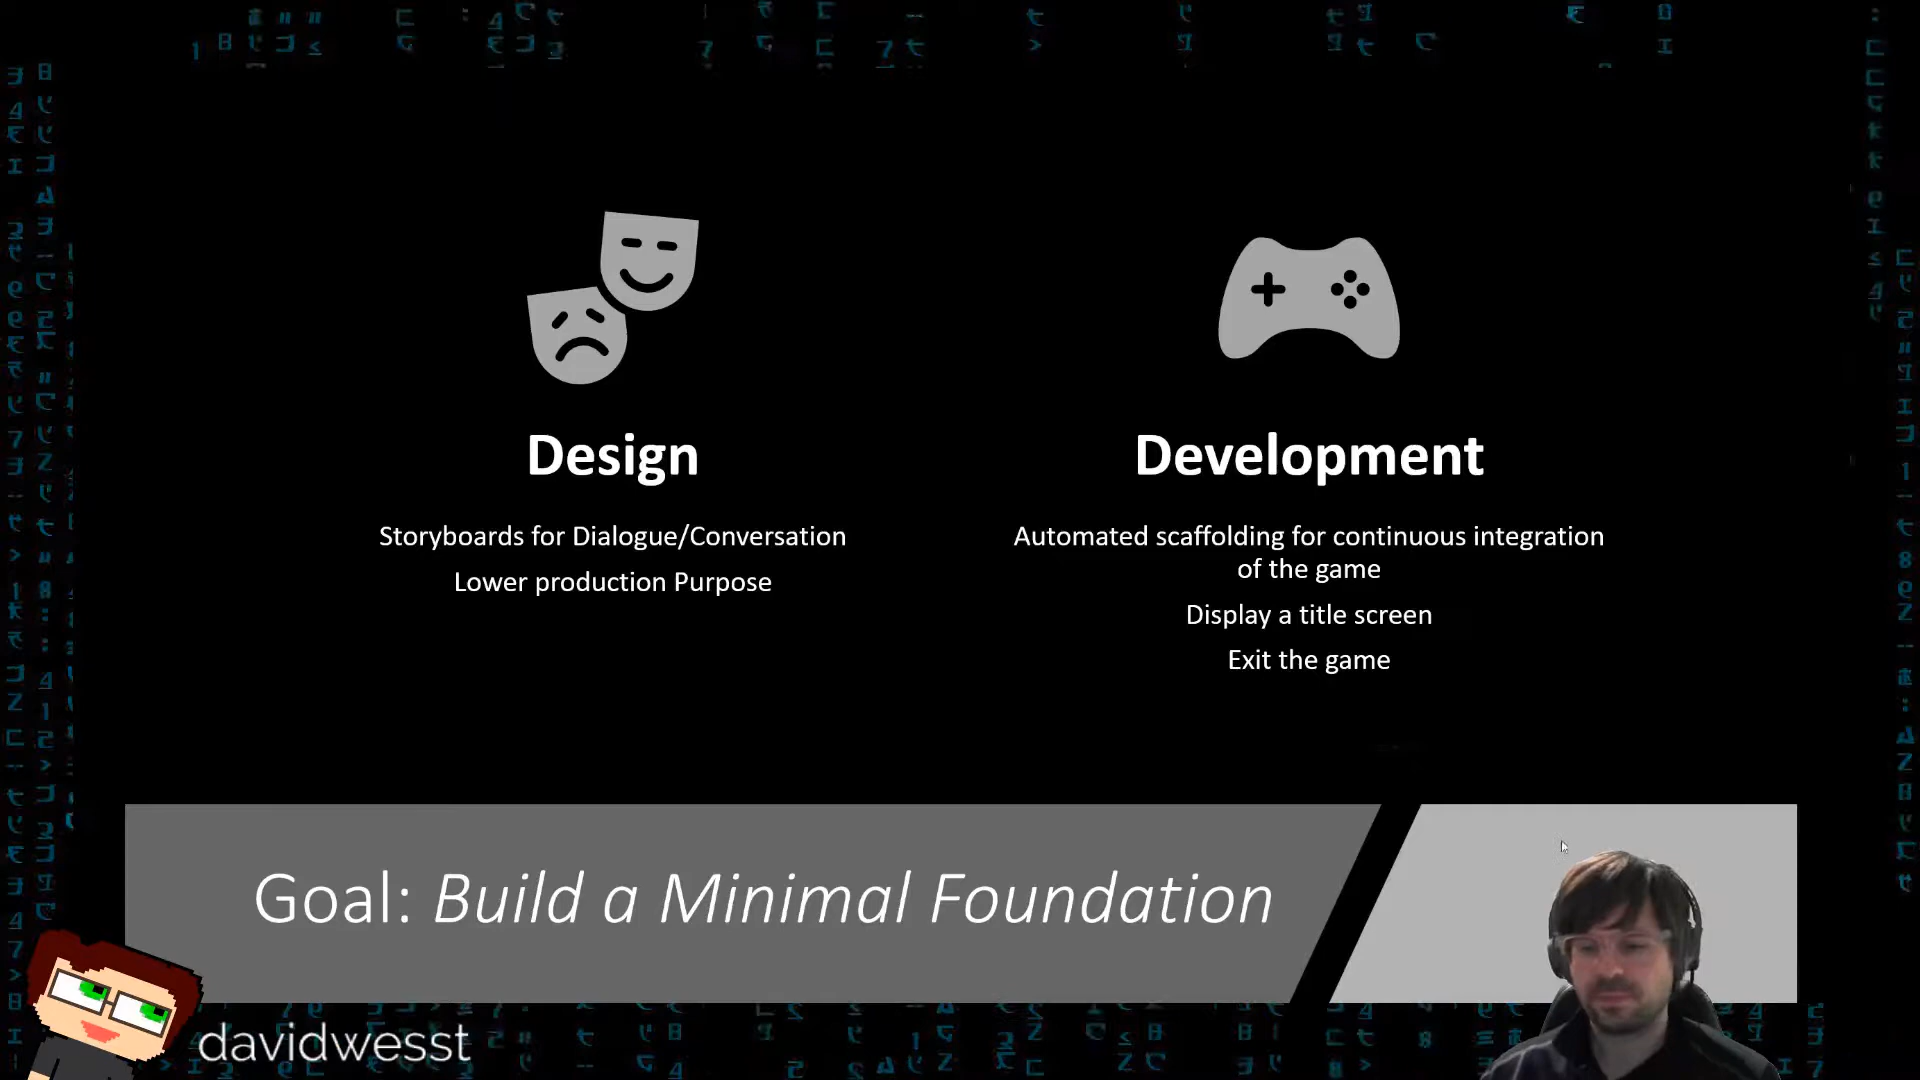 Design
Storyboards for Dialogue/Conversation
Lower production Purpose
Development
Automated scaffolding for continuous integration
of the game
Display a title screen
Exit the game
Goal: Build a Minimal Foundation
davidwesst